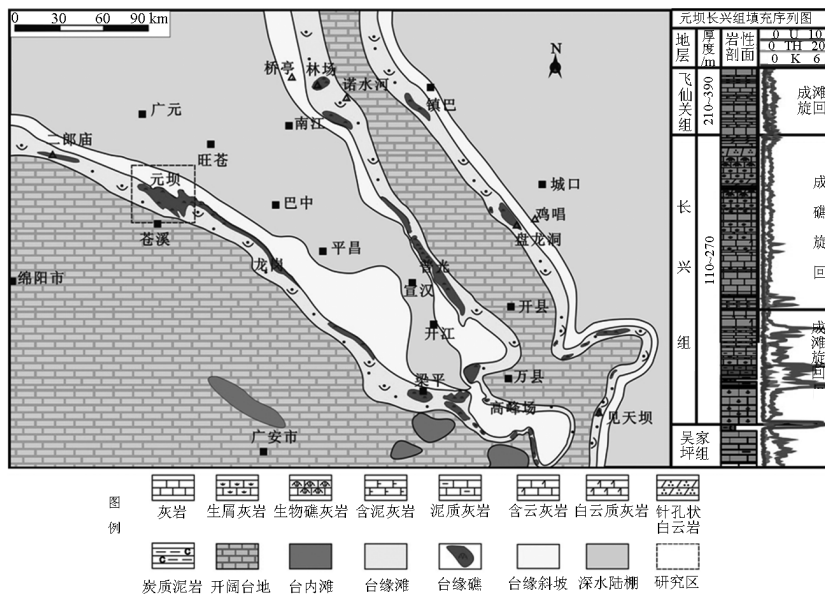 0 30 60 90 km
N
桥亭
林场
诺水河
镇巴
广元
南江
二郎庙
旺苍
元坝
城口
巴中
鸡唱
苍溪
盘龙洞
平昌
龙岗
普光
绵阳市
宣汉
开县
开江
梁平
万县
高峰场
见天坝
广安市
元坝长兴组填充序列图
地层
厚度/m
岩性剖面
0 U 10
0 TH 20
0 K 6
飞仙关组
210~390
成滩旋回
长兴组
110~270
成礁旋回
成滩旋回
吴家坪组
图例
灰岩
生屑灰岩
生物礁灰岩
含泥灰岩
泥质灰岩
含云灰岩
白云质灰岩
针孔状
白云岩
炭质泥岩
开阔台地
台内滩
台缘滩
台缘礁
台缘斜坡
深水陆棚
研究区